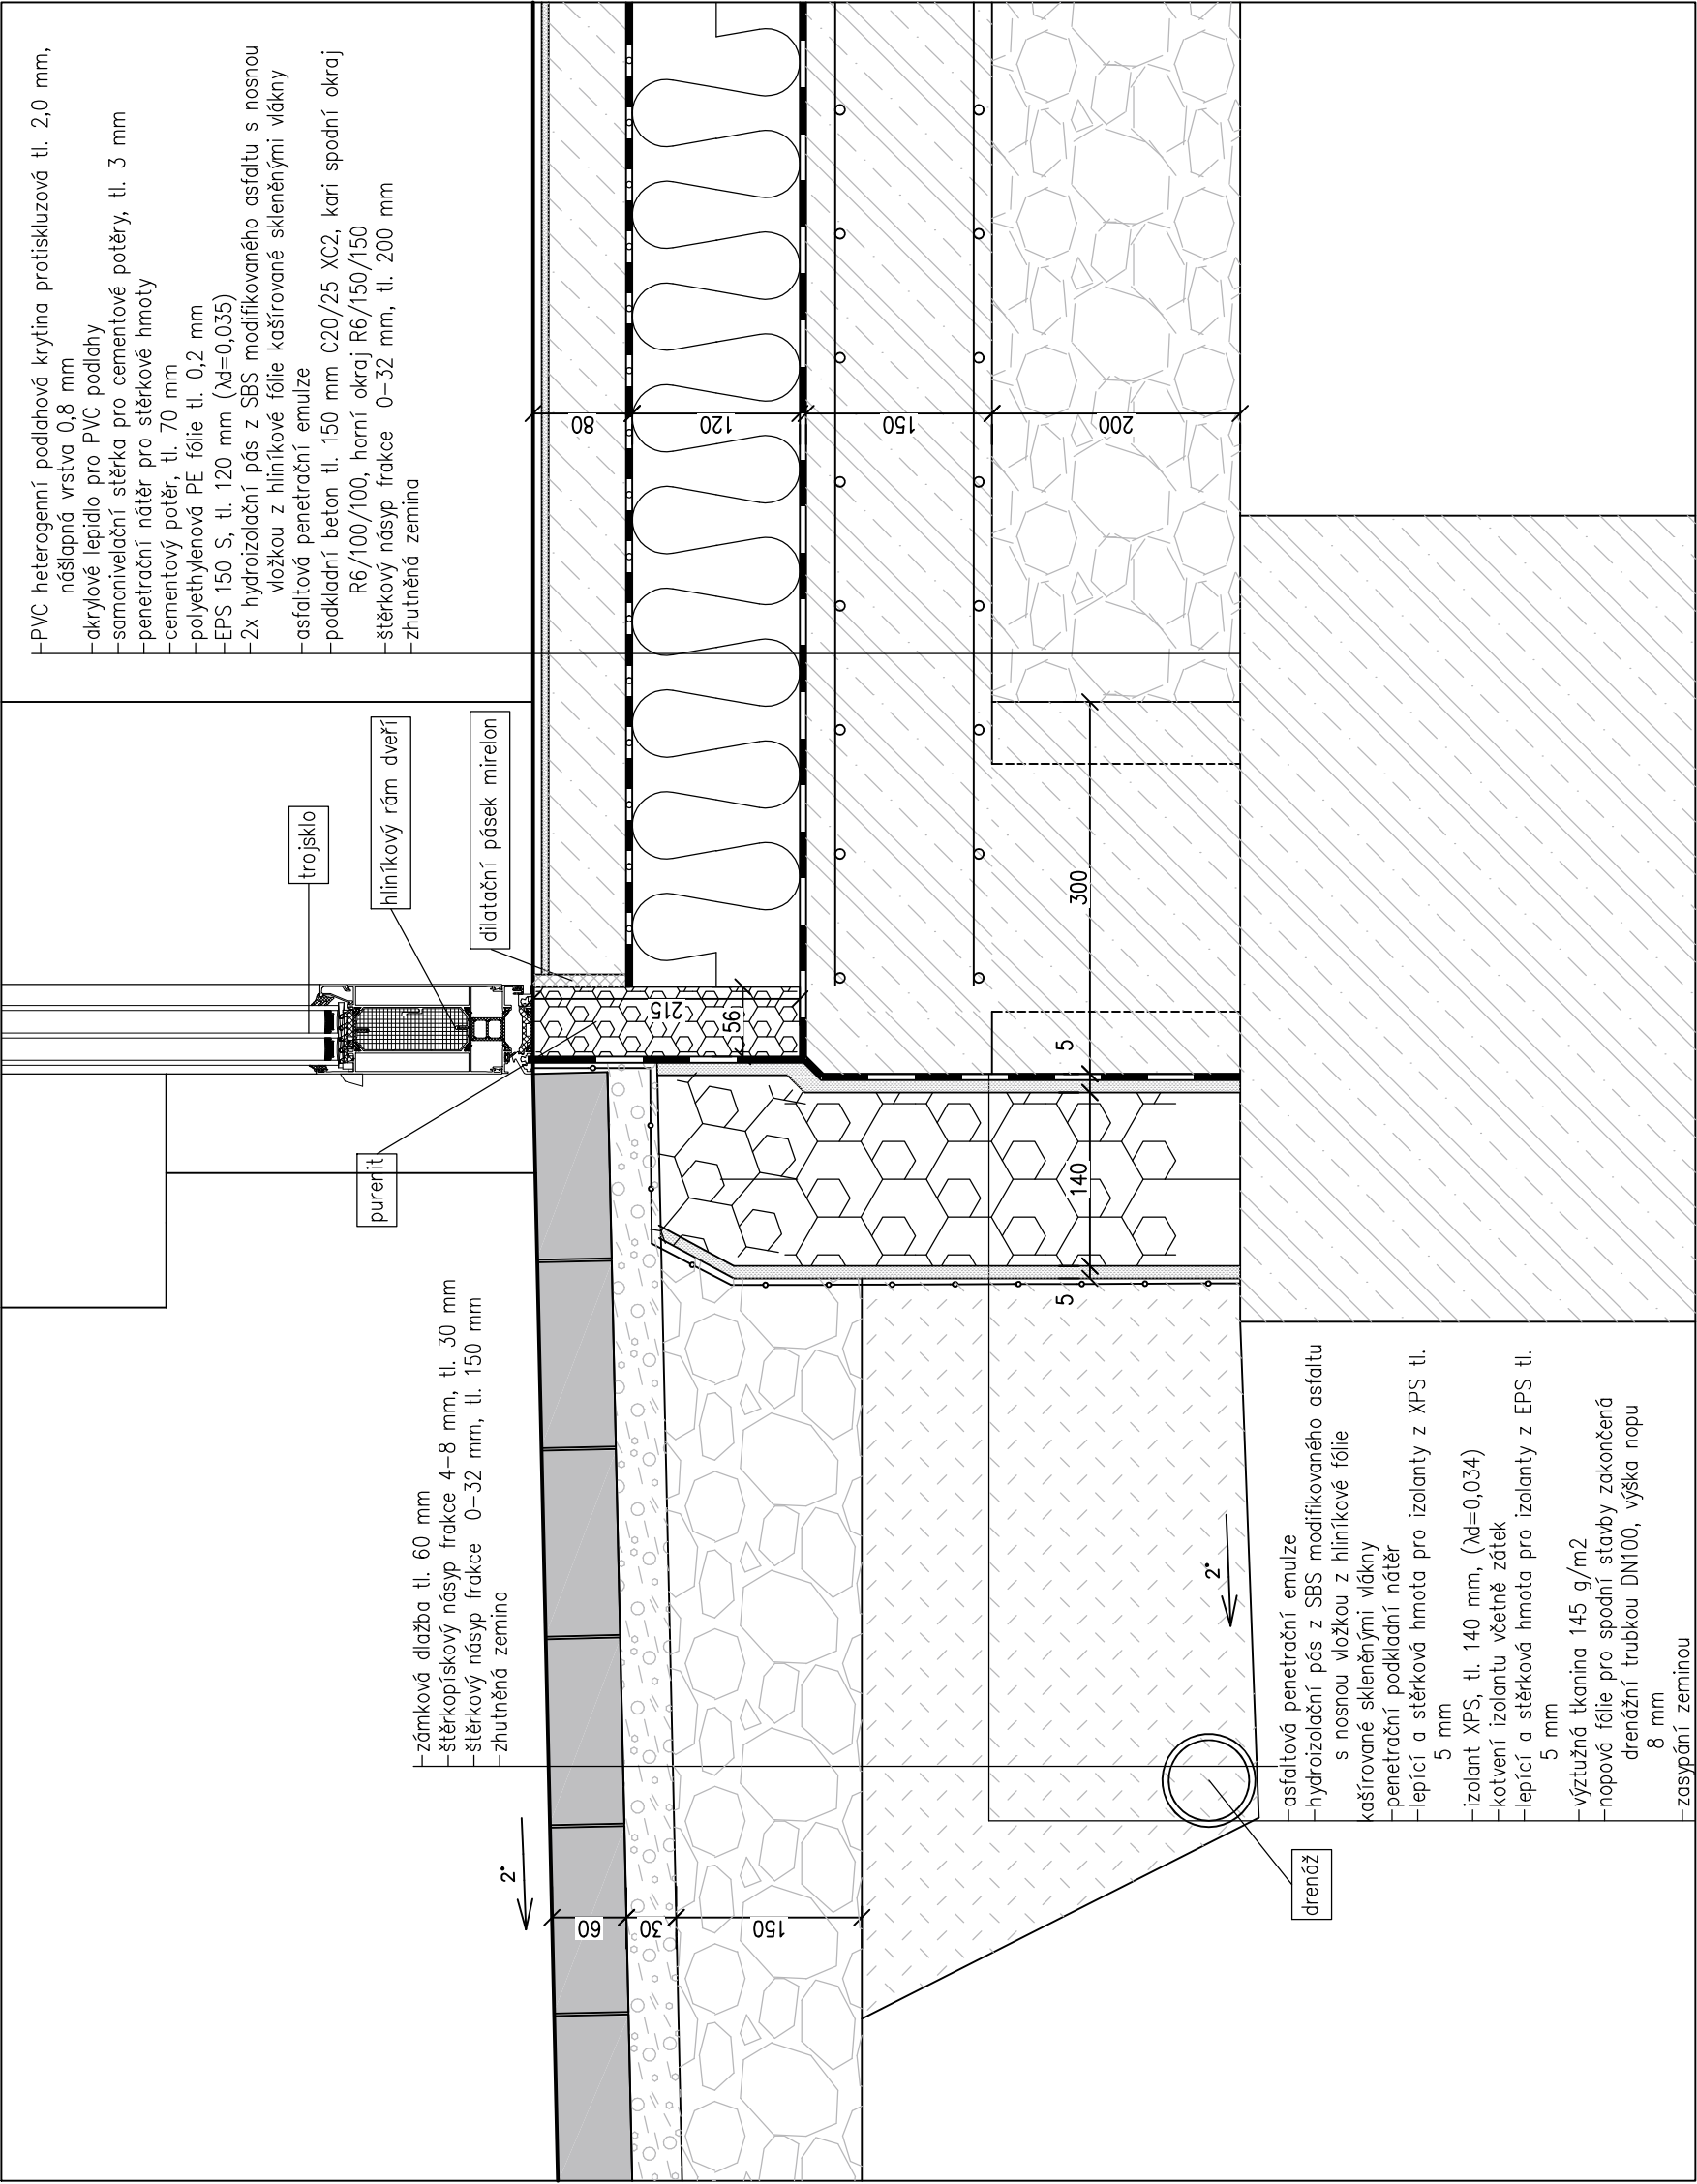 PVC heterogenní podlahová krytina protiskluzová tl. 2,0 mm,
nášlapná vrstva 0,8 mm
akrylové lepidlo pro PVC podlahy
samonivelační stěrka pro cementové potěry, tl. 3 mm
penetrační nátěr pro stěrkové hmoty
cementový potěr, tl. 70 mm
polyethylenová PE fólie tl. 0,2 mm
EPS 150 S, tl. 120 mm (λd=0,035)
2x hydroizolační pás z SBS modifikovaného asfaltu s nosnou
vložkou z hliníkové fólie kašírované skleněnými vlákny
asfaltová penetrační emulze
podkladní beton tl. 150 mm C20/25 XC2, kari spodní okraj
R6/100/100, horní okraj R6/150/150
štěrkový násyp frakce 0-32 mm, tl. 200 mm
zhutněná zemina
trojsklo
hliníkový rám dveří
dilatační pásek mirelon
purenit
80
120
150
200
215
56
300
5
140
5
zámková dlažba tl. 60 mm
štěrkopískový násyp frakce 4-8 mm, tl. 30 mm
štěrkový násyp frakce 0-32 mm, tl. 150 mm
zhutněná zemina
2°
60
30
150
2°
drenáž
asfaltová penetrační emulze
hydroizolační pás z SBS modifikovaného asfaltu
s nosnou vložkou z hliníkové fólie
kašírované skleněnými vlákny
penetrační podkladní nátěr
lepící a stěrková hmota pro izolanty z XPS tl.
5 mm
izolant XPS, tl. 140 mm, (λd=0,034)
kotvení izolantu včetně zátek
lepící a stěrková hmota pro izolanty z EPS tl.
5 mm
výztužná tkanina 145 g/m2
nopová fólie pro spodní stavby zakončená
drenážní trubkou DN100, výška nopu
8 mm
zasypání zeminou